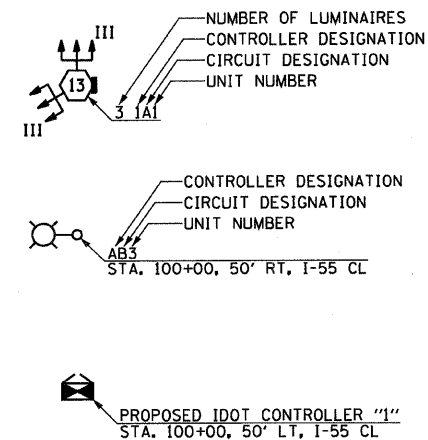 NUMBER OF LUMINAIRES
III
CONTROLLER DESIGNATION
CIRCUIT DESIGNATION
13
UNIT NUMBER
3 1A1
III
CONTROLLER DESIGNATION
CIRCUIT DESIGNATION
UNIT NUMBER
AB3
STA. 100+00, 50' RT, I-55 CL
PROPOSED IDOT CONTROLLER "1"
STA. 100+00, 50' LT, I-55 CL